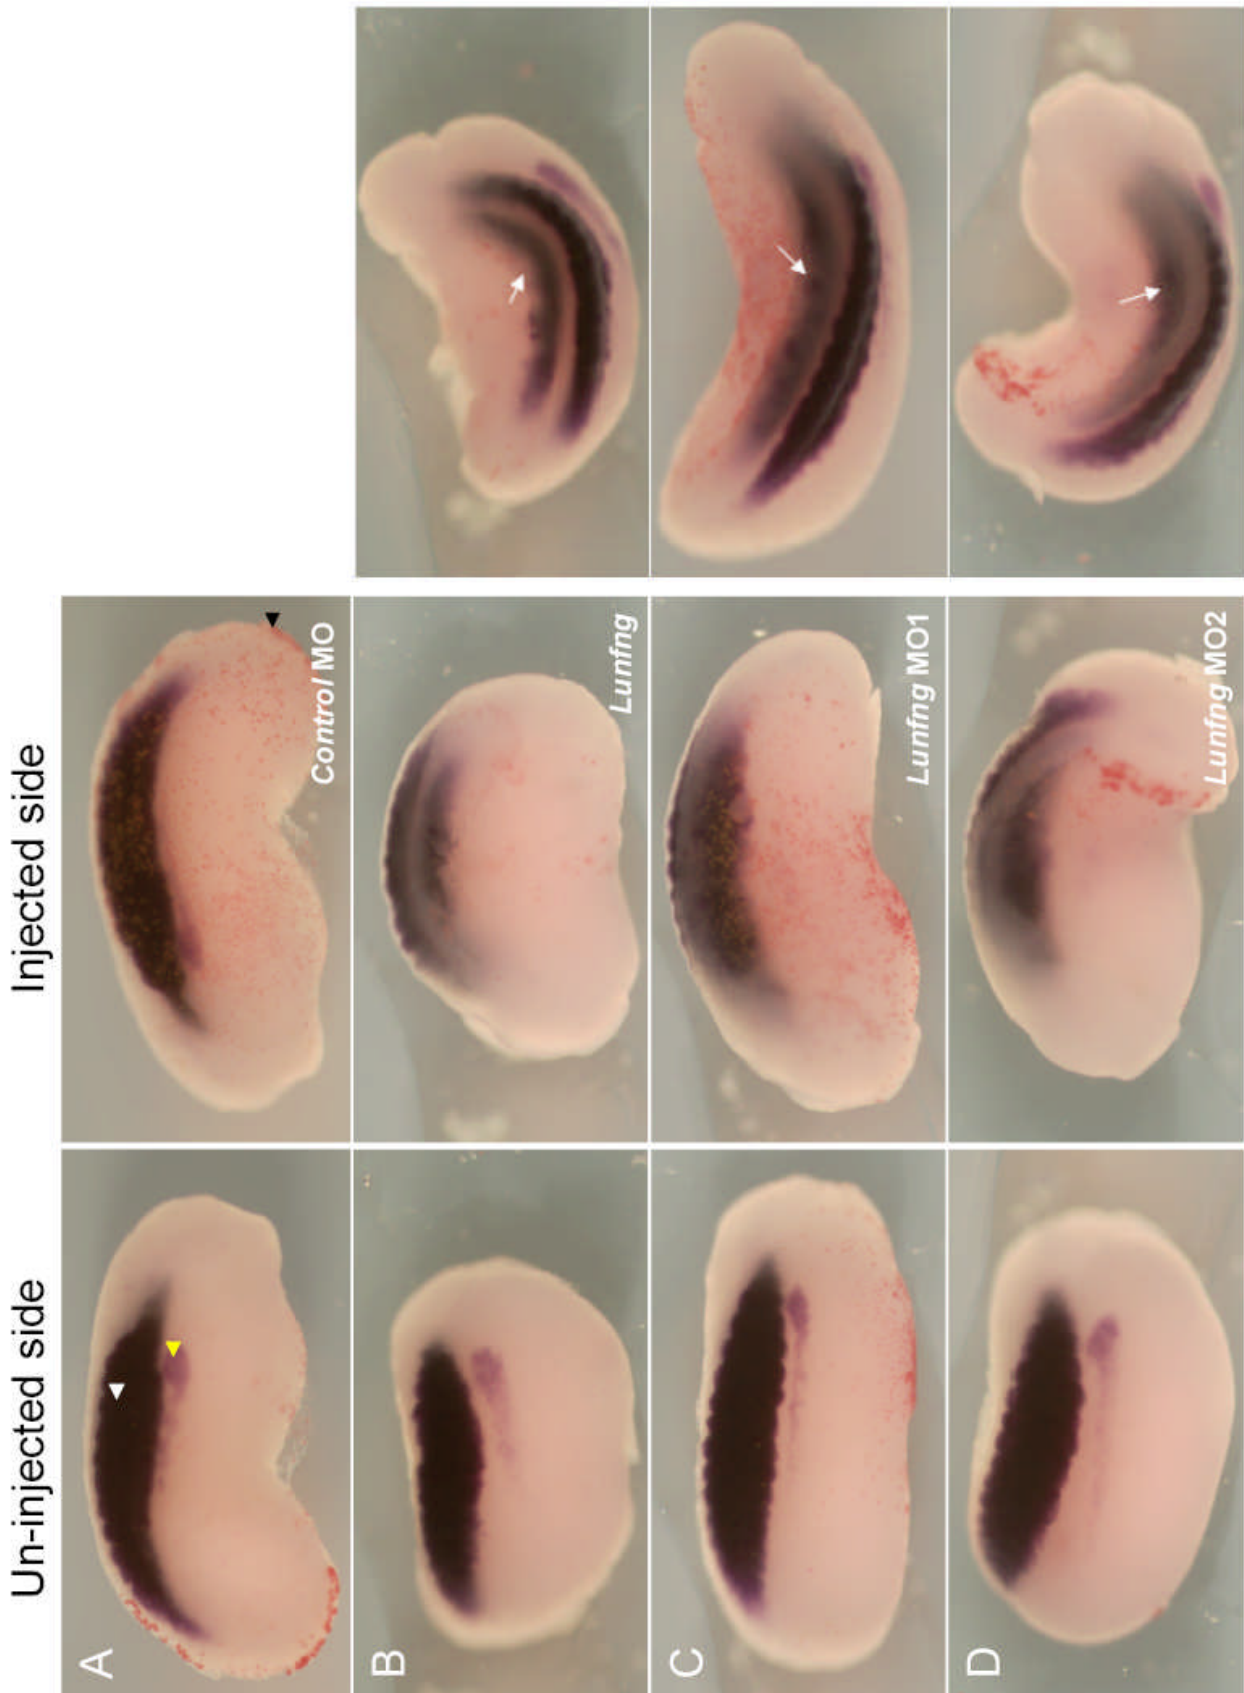 Un-injected side
Injected side
A
Control MO
B
Lunfng
C
Lunfng MO1
D
Lunfng MO2